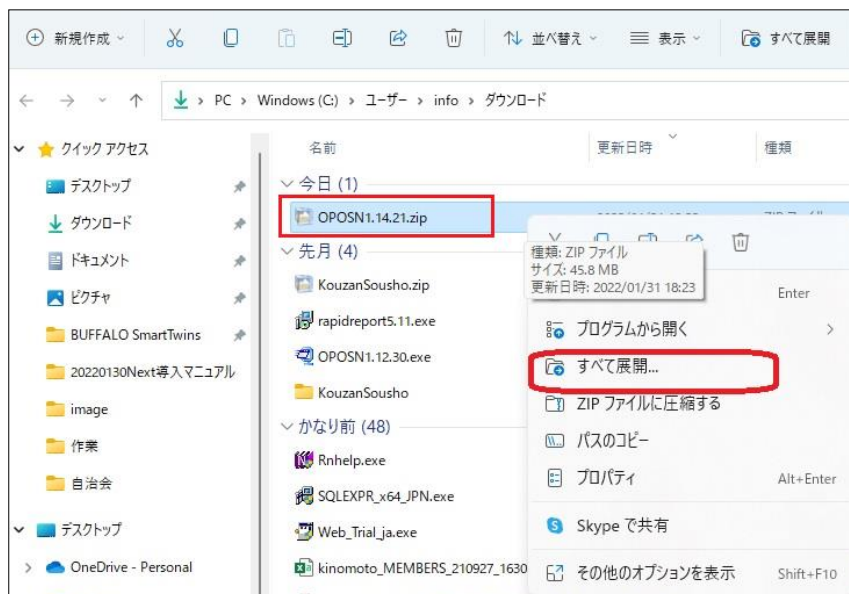 新規作成
並べ替え
表示
すべて展開
PC > Windows (C:) > ユーザー > info > ダウンロード
クイック アクセス
デスクトップ
ダウンロード
ドキュメント
ピクチャ
BUFFALO SmartTwins
20220130Next導入マニュアル
image
作業
自治会
デスクトップ
OneDrive - Personal
名前
更新日時
種類
今日 (1)
OPOSN1.14.21.zip
先月 (4)
KouzanSousho.zip
rapidreport5.11.exe
OPOSN1.12.30.exe
KouzanSousho
かなり前 (48)
Rnhelp.exe
SQLEXPR_x64_JPN.exe
Web_Trial_ja.exe
kinomoto_MEMBERS_210927_1630
種類: ZIP ファイル
サイズ: 45.8 MB
更新日時: 2022/01/31 18:23
Enter
プログラムから開く
すべて展開...
ZIP ファイルに圧縮する
パスのコピー
プロパティ Alt+Enter
Skype で共有
その他のオプションを表示 Shift+F10